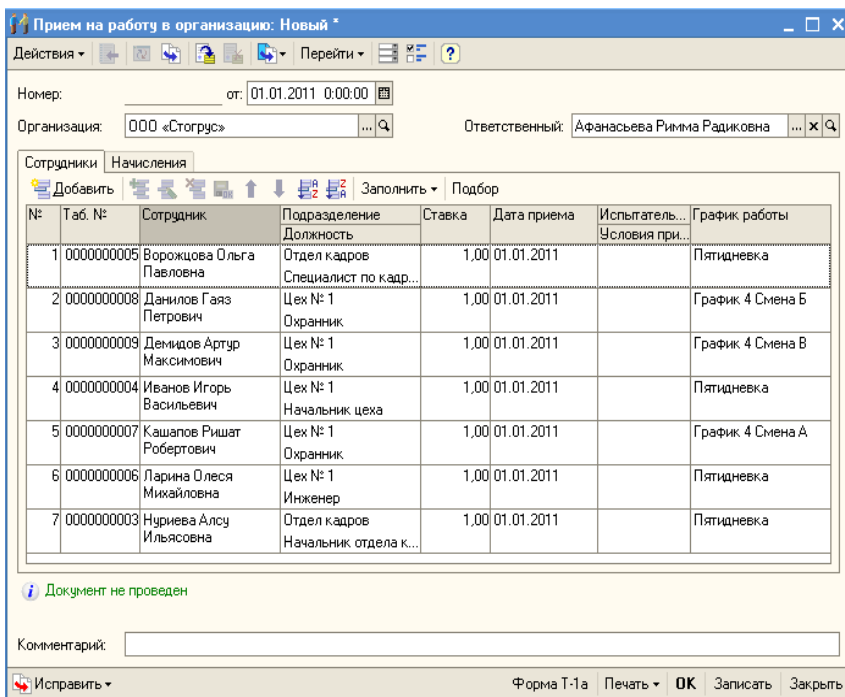 Прием на работу в организацию: Новый *
Действия Перейти ?
Номер: от: 01.01.2011 0:00:00
Организация: ООО «Стогрус» ... Ответственный: Афанасьева Римма Радиковна ... x
Сотрудники Начисления
Добавить Заполнить Подбор
№ Таб. № Сотрудник Подразделение Ставка Дата приема Испытатель... График работы
Должность Условия при...
1 0000000005 Ворожцова Ольга Отдел кадров 1,00 01.01.2011 Пятидневка
Павловна Специалист по кадр...
2 0000000008 Данилов Гаяз Цех № 1 1,00 01.01.2011 График 4 Смена Б
Петрович Охранник
3 0000000009 Демидов Артур Цех № 1 1,00 01.01.2011 График 4 Смена В
Максимович Охранник
4 0000000004 Иванов Игорь Цех № 1 1,00 01.01.2011 Пятидневка
Васильевич Начальник цеха
5 0000000007 Кашапов Ришат Цех № 1 1,00 01.01.2011 График 4 Смена А
Робертович Охранник
6 0000000006 Ларина Олеся Цех № 1 1,00 01.01.2011 Пятидневка
Михайловна Инженер
7 0000000003 Нуриева Алсу Отдел кадров 1,00 01.01.2011 Пятидневка
Ильясовна Начальник отдела к...
Документ не проведен
Комментарий:
Исправить Форма Т-1а Печать OK Записать Закрыть